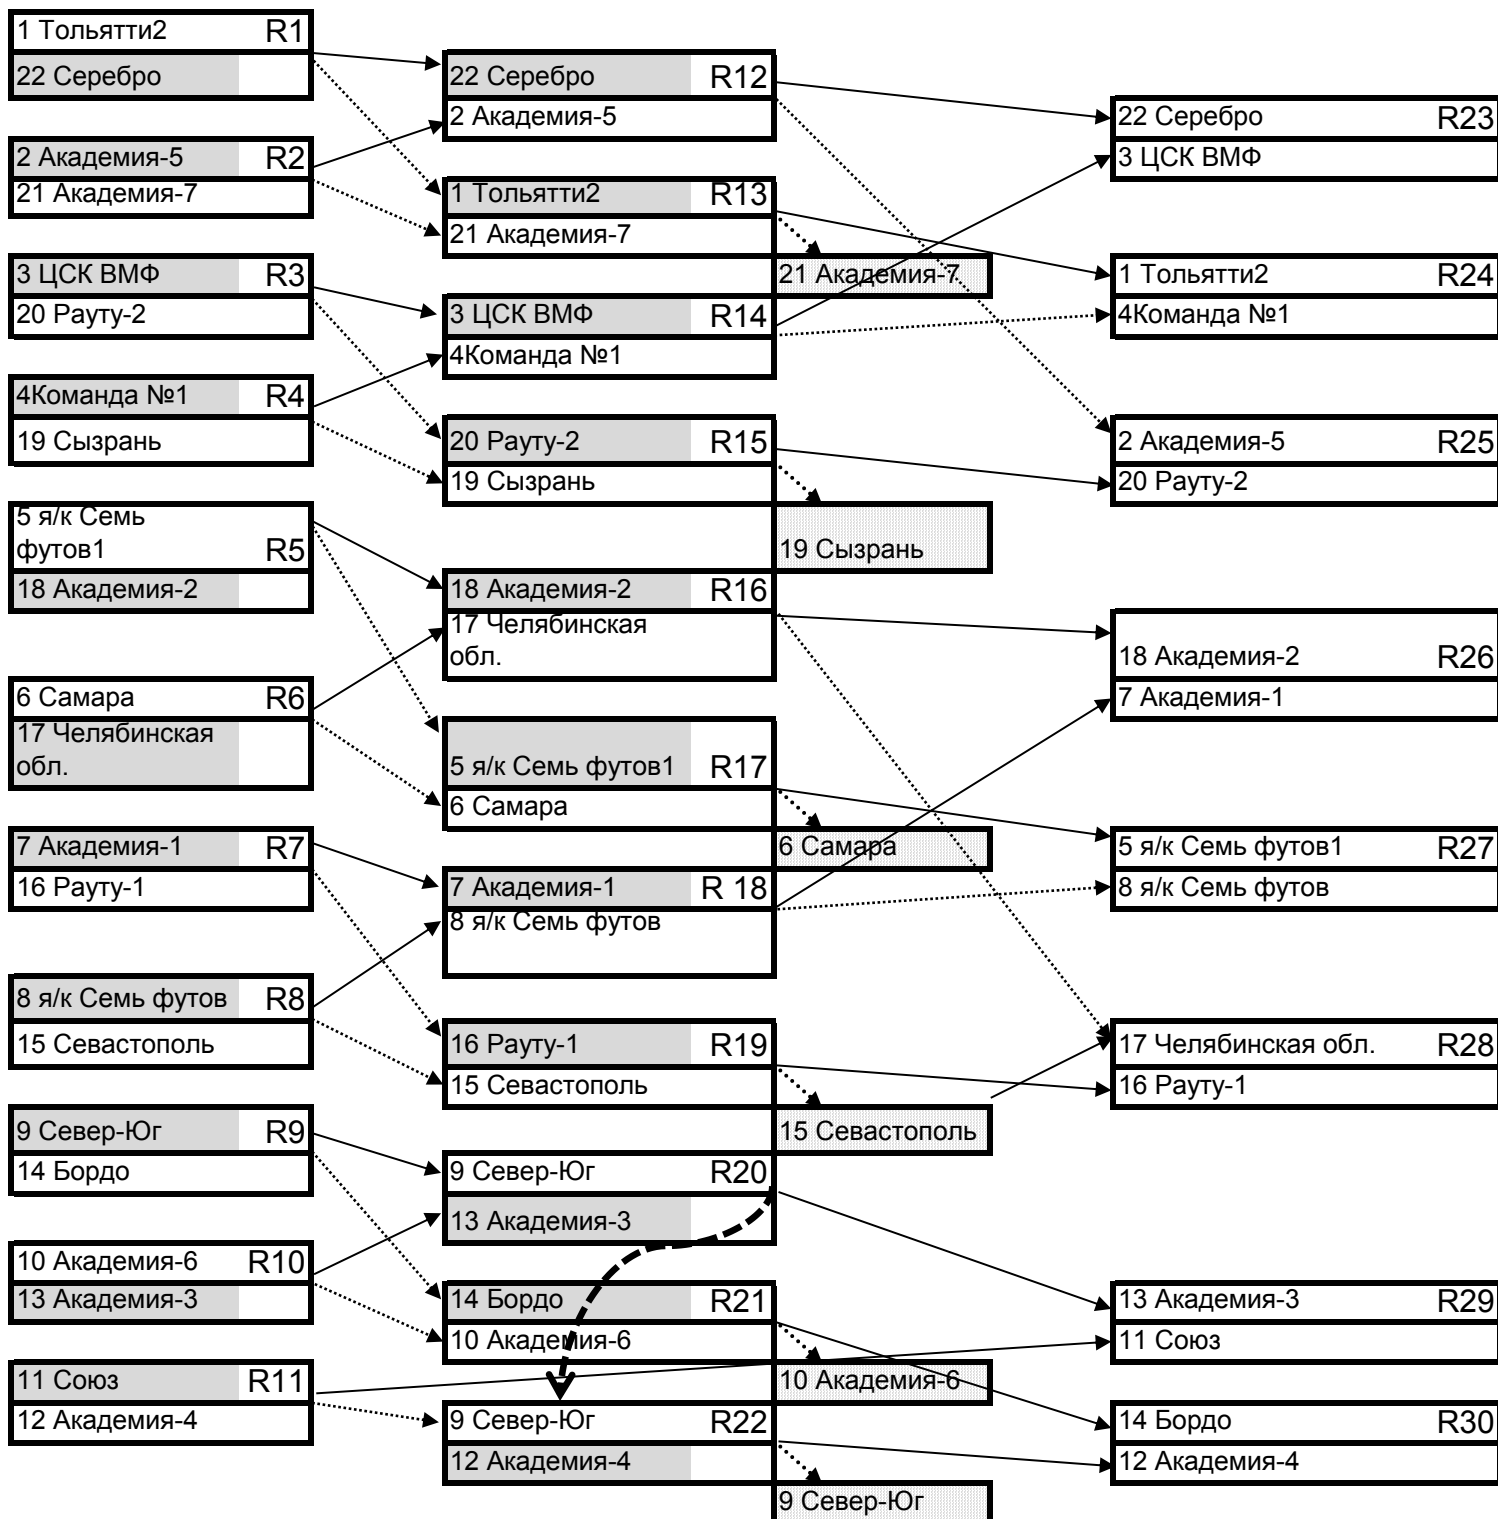 1 Тольятти2 R1
22 Серебро
2 Академия-5 R2
21 Академия-7
3 ЦСК ВМФ R3
20 Рауту-2
4Команда №1 R4
19 Сызрань
5 я/к Семь
футов1 R5
18 Академия-2
6 Самара R6
17 Челябинская
обл.
7 Академия-1 R7
16 Рауту-1
8 я/к Семь футов R8
15 Севастополь
9 Север-Юг R9
14 Бордо
10 Академия-6 R10
13 Академия-3
11 Союз R11
12 Академия-4
22 Серебро R12
2 Академия-5
1 Тольятти2 R13
21 Академия-7
21 Академия-7
3 ЦСК ВМФ R14
4Команда №1
20 Рауту-2 R15
19 Сызрань
19 Сызрань
18 Академия-2 R16
17 Челябинская
обл.
5 я/к Семь футов1 R17
6 Самара
6 Самара
7 Академия-1 R 18
8 я/к Семь футов
16 Рауту-1 R19
15 Севастополь
15 Севастополь
9 Север-Юг R20
13 Академия-3
14 Бордо R21
10 Академия-6
10 Академия-6
9 Север-Юг R22
12 Академия-4
9 Север-Юг
22 Серебро R23
3 ЦСК ВМФ
1 Тольятти2 R24
4Команда №1
2 Академия-5 R25
20 Рауту-2
18 Академия-2 R26
7 Академия-1
5 я/к Семь футов1 R27
8 я/к Семь футов
17 Челябинская обл. R28
16 Рауту-1
13 Академия-3 R29
11 Союз
14 Бордо R30
12 Академия-4